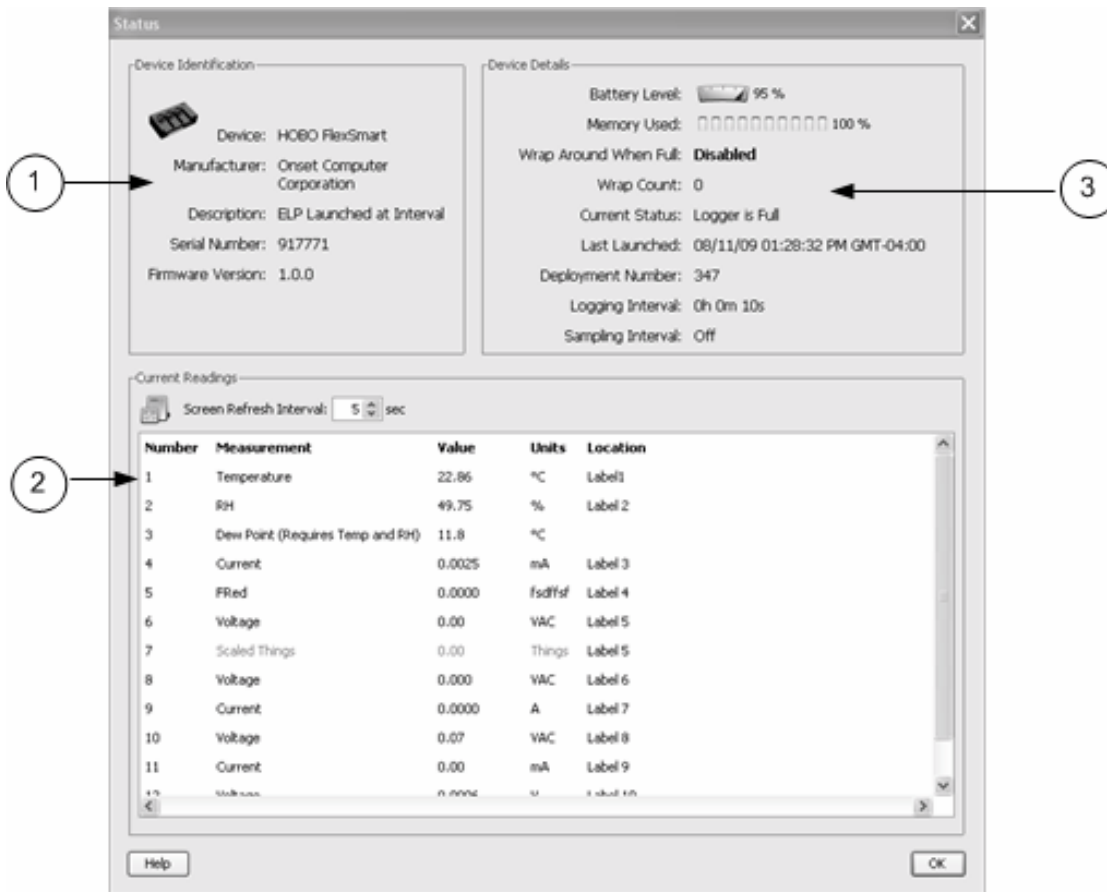 Status
Device Identification
Device: HOBO FlexSmart
Manufacturer: Onset Computer
Corporation
Description: ELP Launched at Interval
Serial Number: 917771
Firmware Version: 1.0.0
1
Device Details
Battery Level: 95 %
Memory Used: 100 %
Wrap Around When Full: Disabled
Wrap Count: 0
Current Status: Logger is Full
Last Launched: 08/11/09 01:28:32 PM GMT-04:00
Deployment Number: 347
Logging Interval: 0h 0m 10s
Sampling Interval: Off
3
Current Readings
Screen Refresh Interval: 5 sec
Number Measurement Value Units Location
2
1 Temperature 22.86 °C Label1
2 RH 49.75 % Label 2
3 Dew Point (Requires Temp and RH) 11.8 °C
4 Current 0.0025 mA Label 3
5 FRed 0.0000 fsdffsf Label 4
6 Voltage 0.00 VAC Label 5
7 Scaled Things 0.00 Things Label 5
8 Voltage 0.000 VAC Label 6
9 Current 0.0000 A Label 7
10 Voltage 0.07 VAC Label 8
11 Current 0.00 mA Label 9
12 Voltage 0.0006 V Label 10
Help
OK